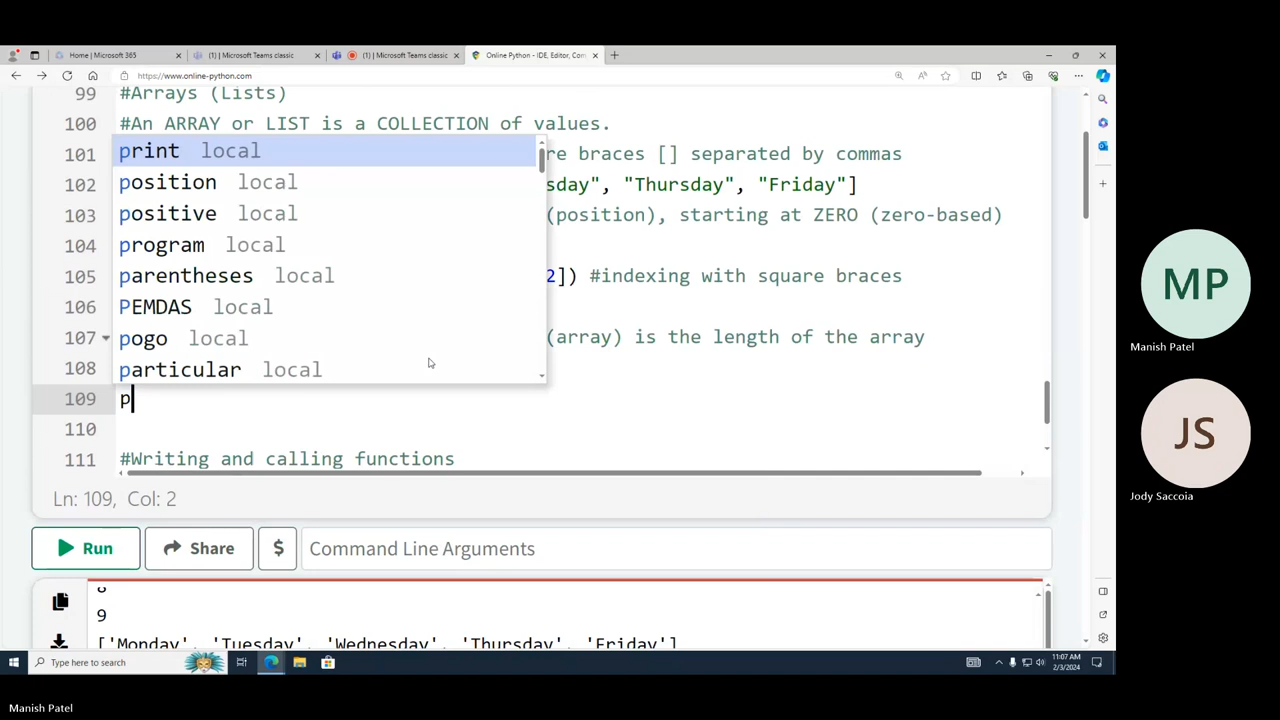 Home | Microsoft 365
(1) | Microsoft Teams classic
(1) | Microsoft Teams classic
Online Python - IDE, Editor, Com
https://www.online-python.com
99 #Arrays (Lists)
100 #An ARRAY or LIST is a COLLECTION of values.
101 re braces [] separated by commas
102 sday", "Thursday", "Friday"]
103 (position), starting at ZERO (zero-based)
104
105 2]) #indexing with square braces
106
107 (array) is the length of the array
108
109 p
110
111 #Writing and calling functions
print local
position local
positive local
program local
parentheses local
PEMDAS local
pogo local
particular local
Ln: 109, Col: 2
Run
Share
$
Command Line Arguments
8
9
['Monday', 'Tuesday', 'Wednesday', 'Thursday', 'Friday']
Type here to search
11:07 AM
2/3/2024
MP
Manish Patel
JS
Jody Saccoia
Manish Patel